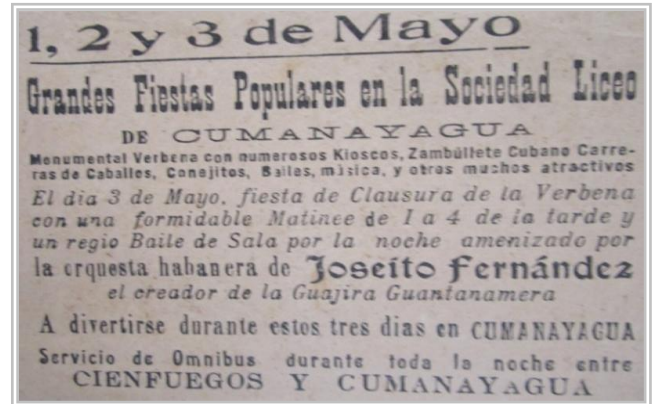 1, 2 y 3 de Mayo
Grandes Fiestas Populares en la Sociedad Liceo
DE CUMANAYAGUA
Monumental Verbena con numerosos Kioscos, Zambúllete Cubano Carre-
ras de Caballos, Conejitos, Bailes, música, y otros muchos atractivos
El dia 3 de Mayo, fiesta de Clausura de la Verbena
con una formidable Matinee de 1 a 4 de la tarde y
un regio Baile de Sala por la noche amenizado por
la orquesta habanera de Joseíto Fernández
el creador de la Guajira Guantanamera
A divertirse durante estos tres dias en CUMANAYAGUA
Servicio de Omnibus durante toda la noche entre
CIENFUEGOS Y CUMANAYAGUA